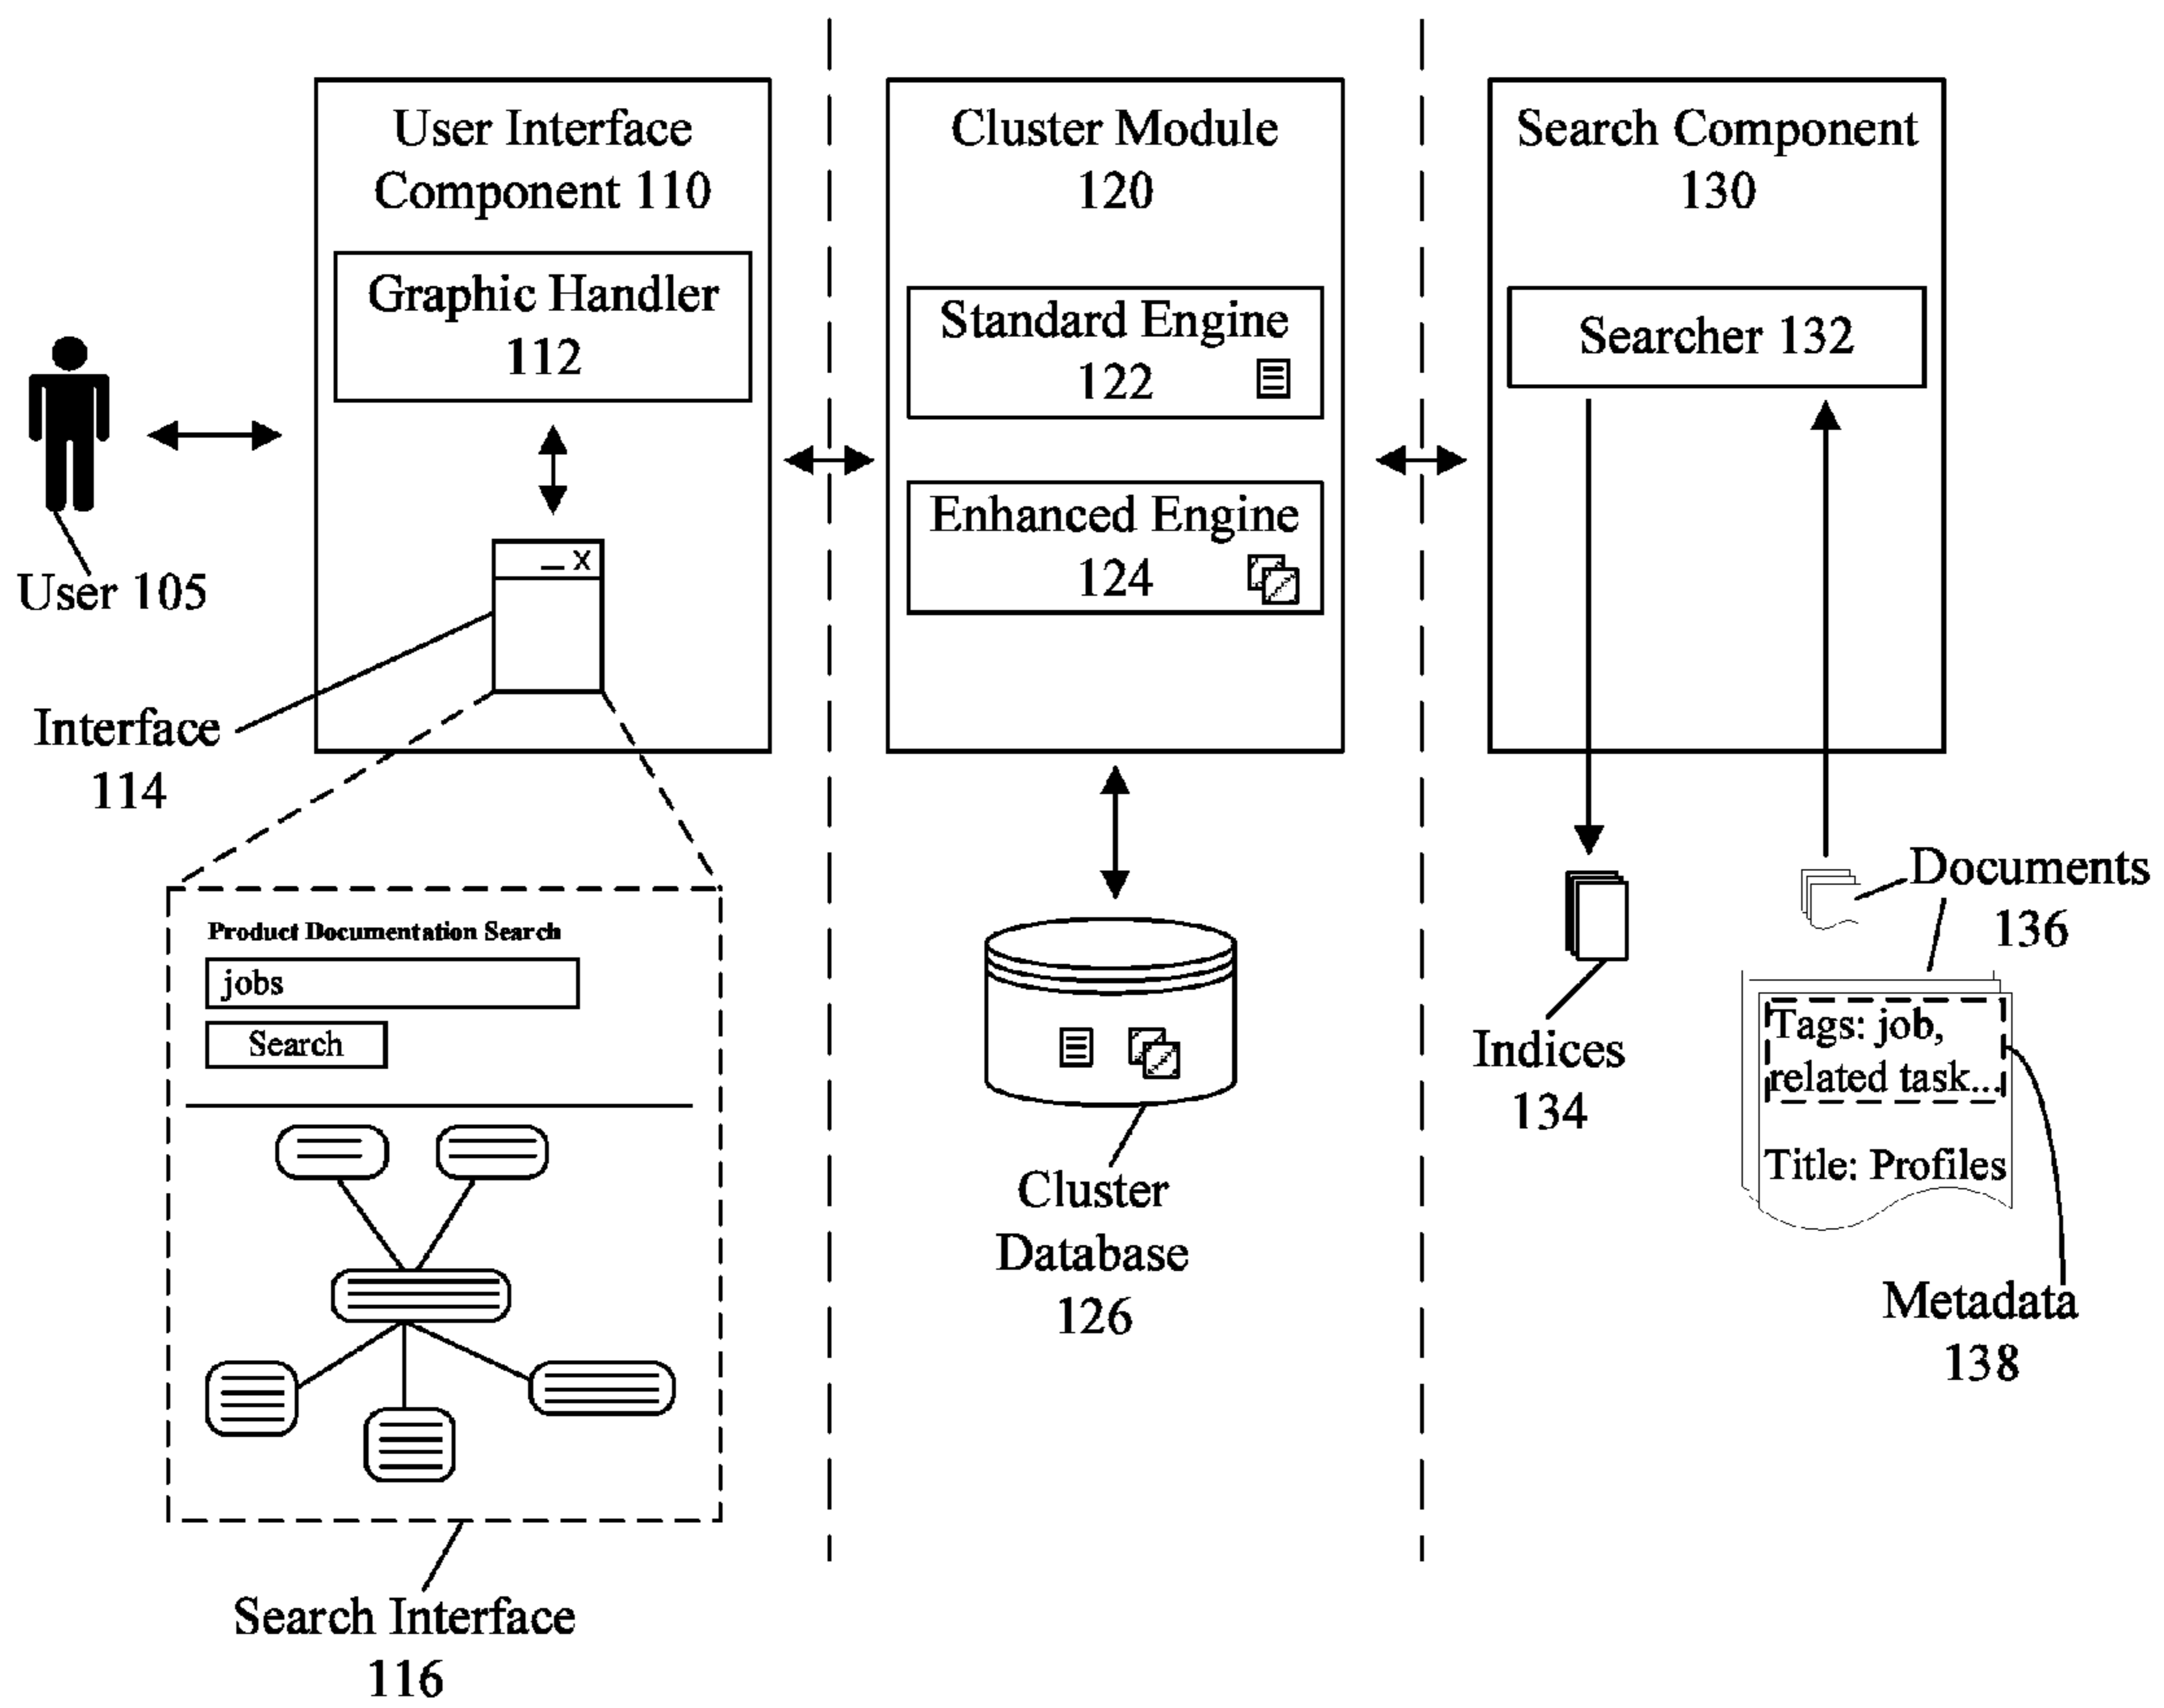 User Interface
Component 110
Graphic Handler
112
User 105
_ X
Interface
114
Product Documentation Search
jobs
Search
Search Interface
116
Cluster Module
120
Standard Engine
122
Enhanced Engine
124
Cluster
Database
126
Search Component
130
Searcher 132
Indices
134
Documents
136
Tags: job,
related task...
Title: Profiles
Metadata
138